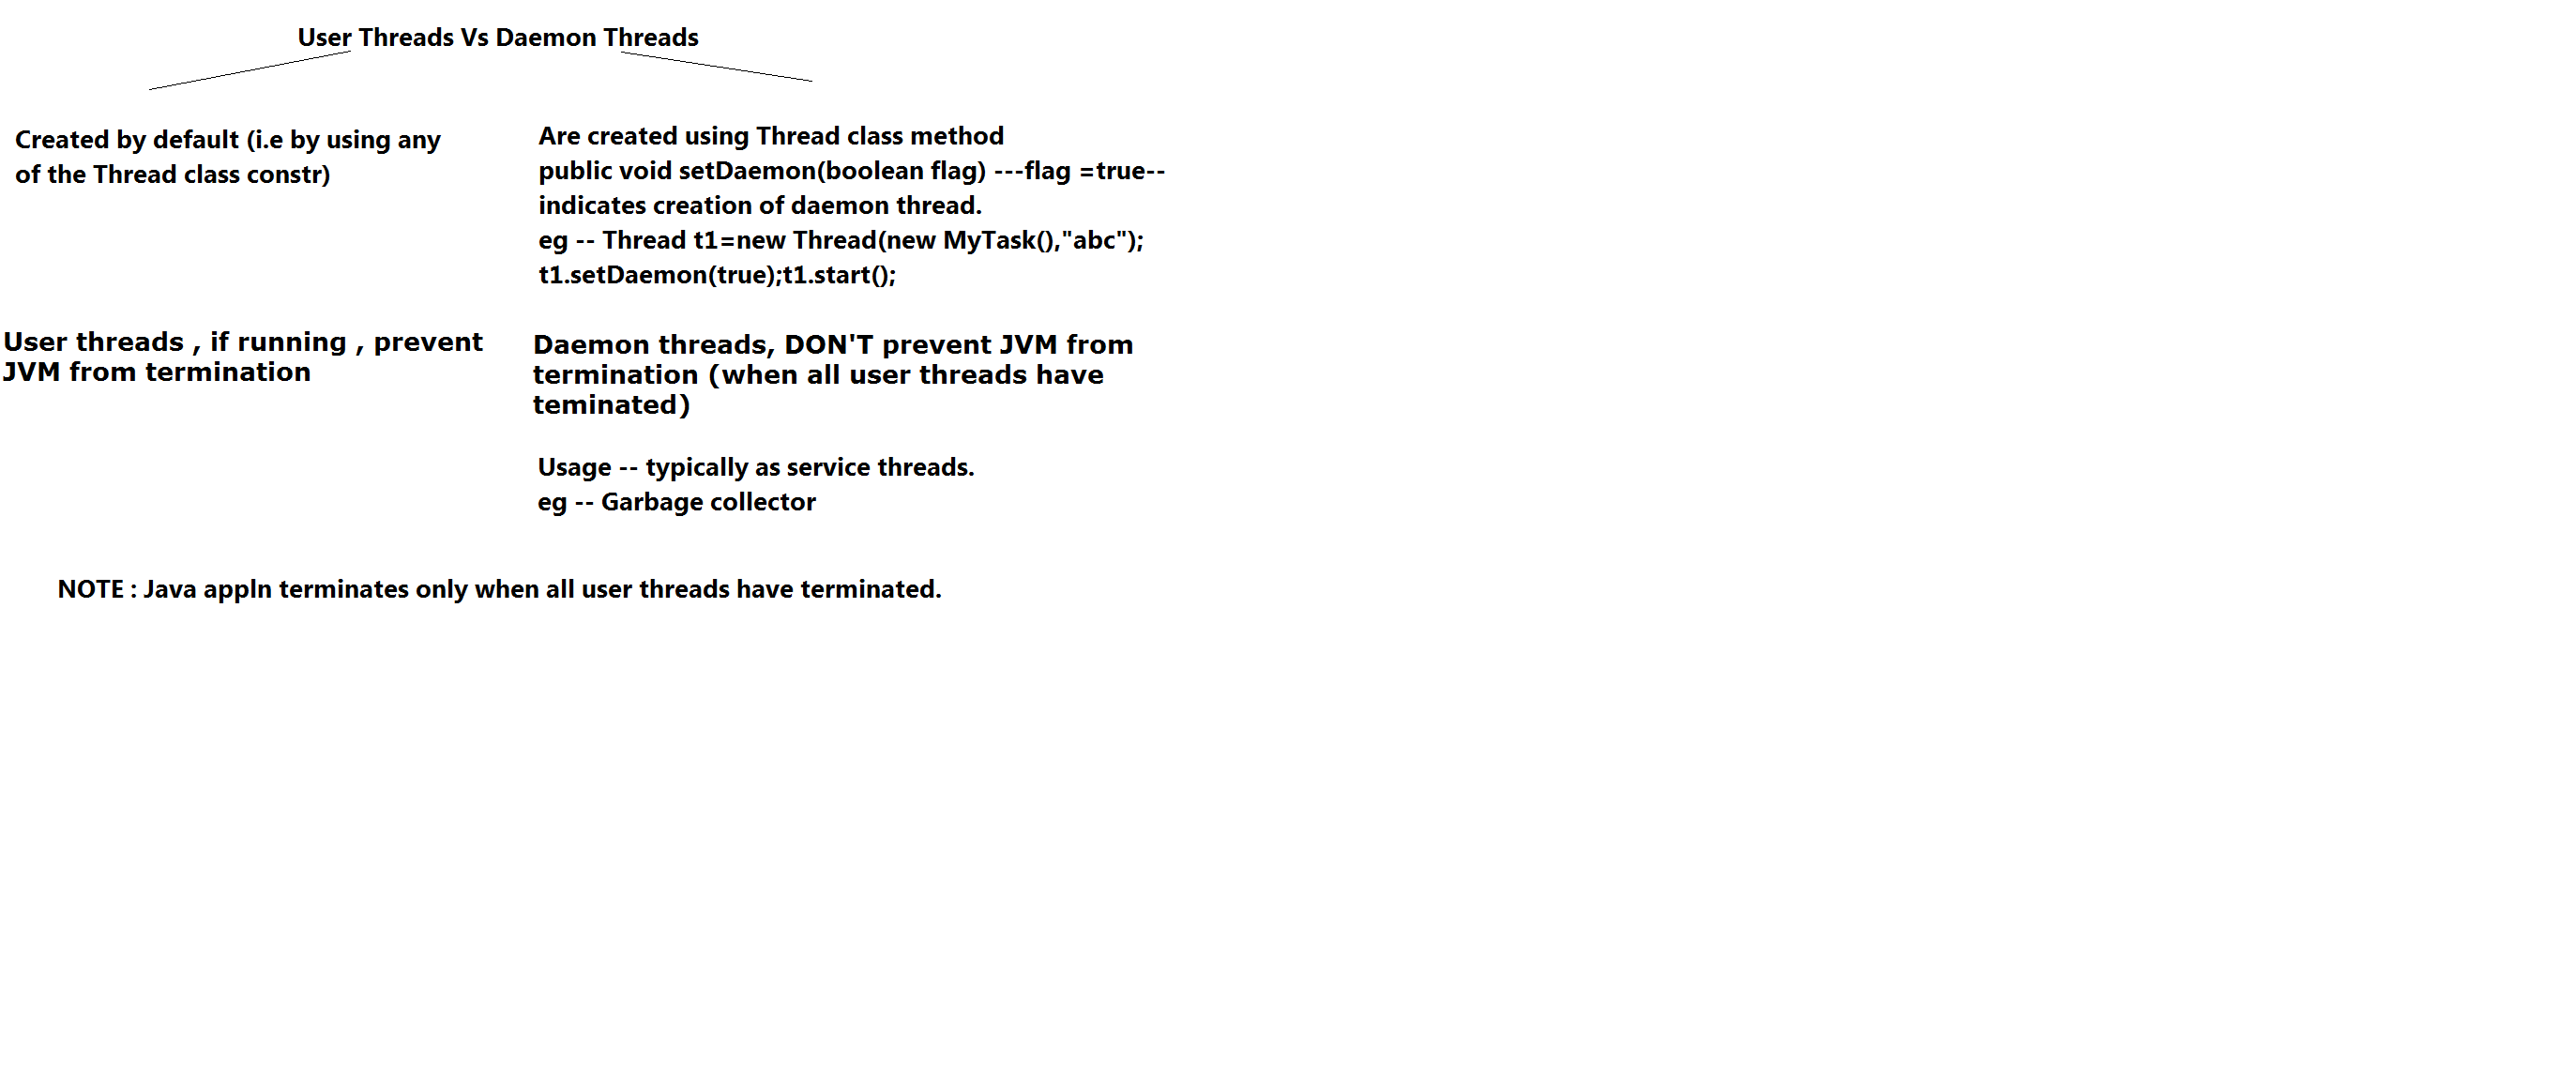 User Threads Vs Daemon Threads
Created by default (i.e by using any
of the Thread class constr)
Are created using Thread class method
public void setDaemon(boolean flag) ---flag =true--
indicates creation of daemon thread.
eg -- Thread t1=new Thread(new MyTask(),"abc");
t1.setDaemon(true);t1.start();
User threads , if running , prevent
JVM from termination
Daemon threads, DON'T prevent JVM from
termination (when all user threads have
teminated)
Usage -- typically as service threads.
eg -- Garbage collector
NOTE : Java appln terminates only when all user threads have terminated.